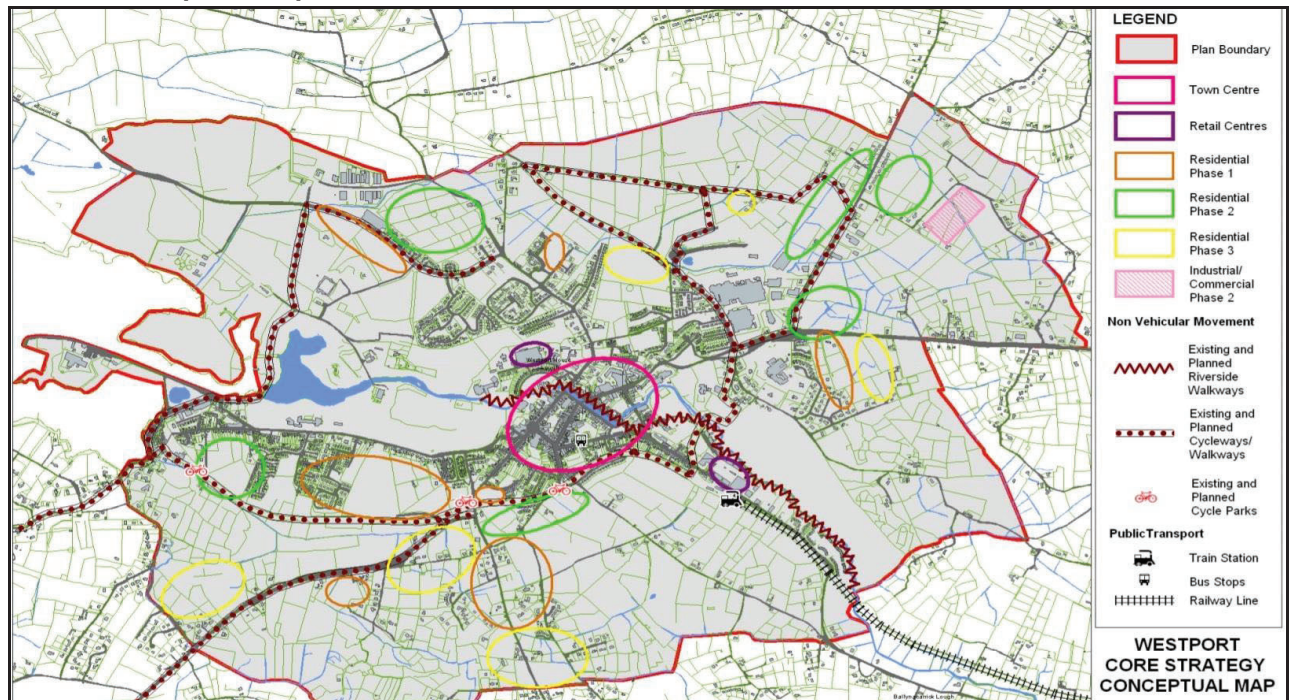 LEGEND
Plan Boundary
Town Centre
Retail Centres
Residential
Phase 1
Residential
Phase 2
Residential
Phase 3
Industrial/
Commercial
Phase 2
Non Vehicular Movement
Existing and
Planned
Riverside
Walkways
Existing and
Planned
Cycleways/
Walkways
Existing and
Planned
Cycle Parks
PublicTransport
Train Station
Bus Stops
Railway Line
WESTPORT
CORE STRATEGY
CONCEPTUAL MAP